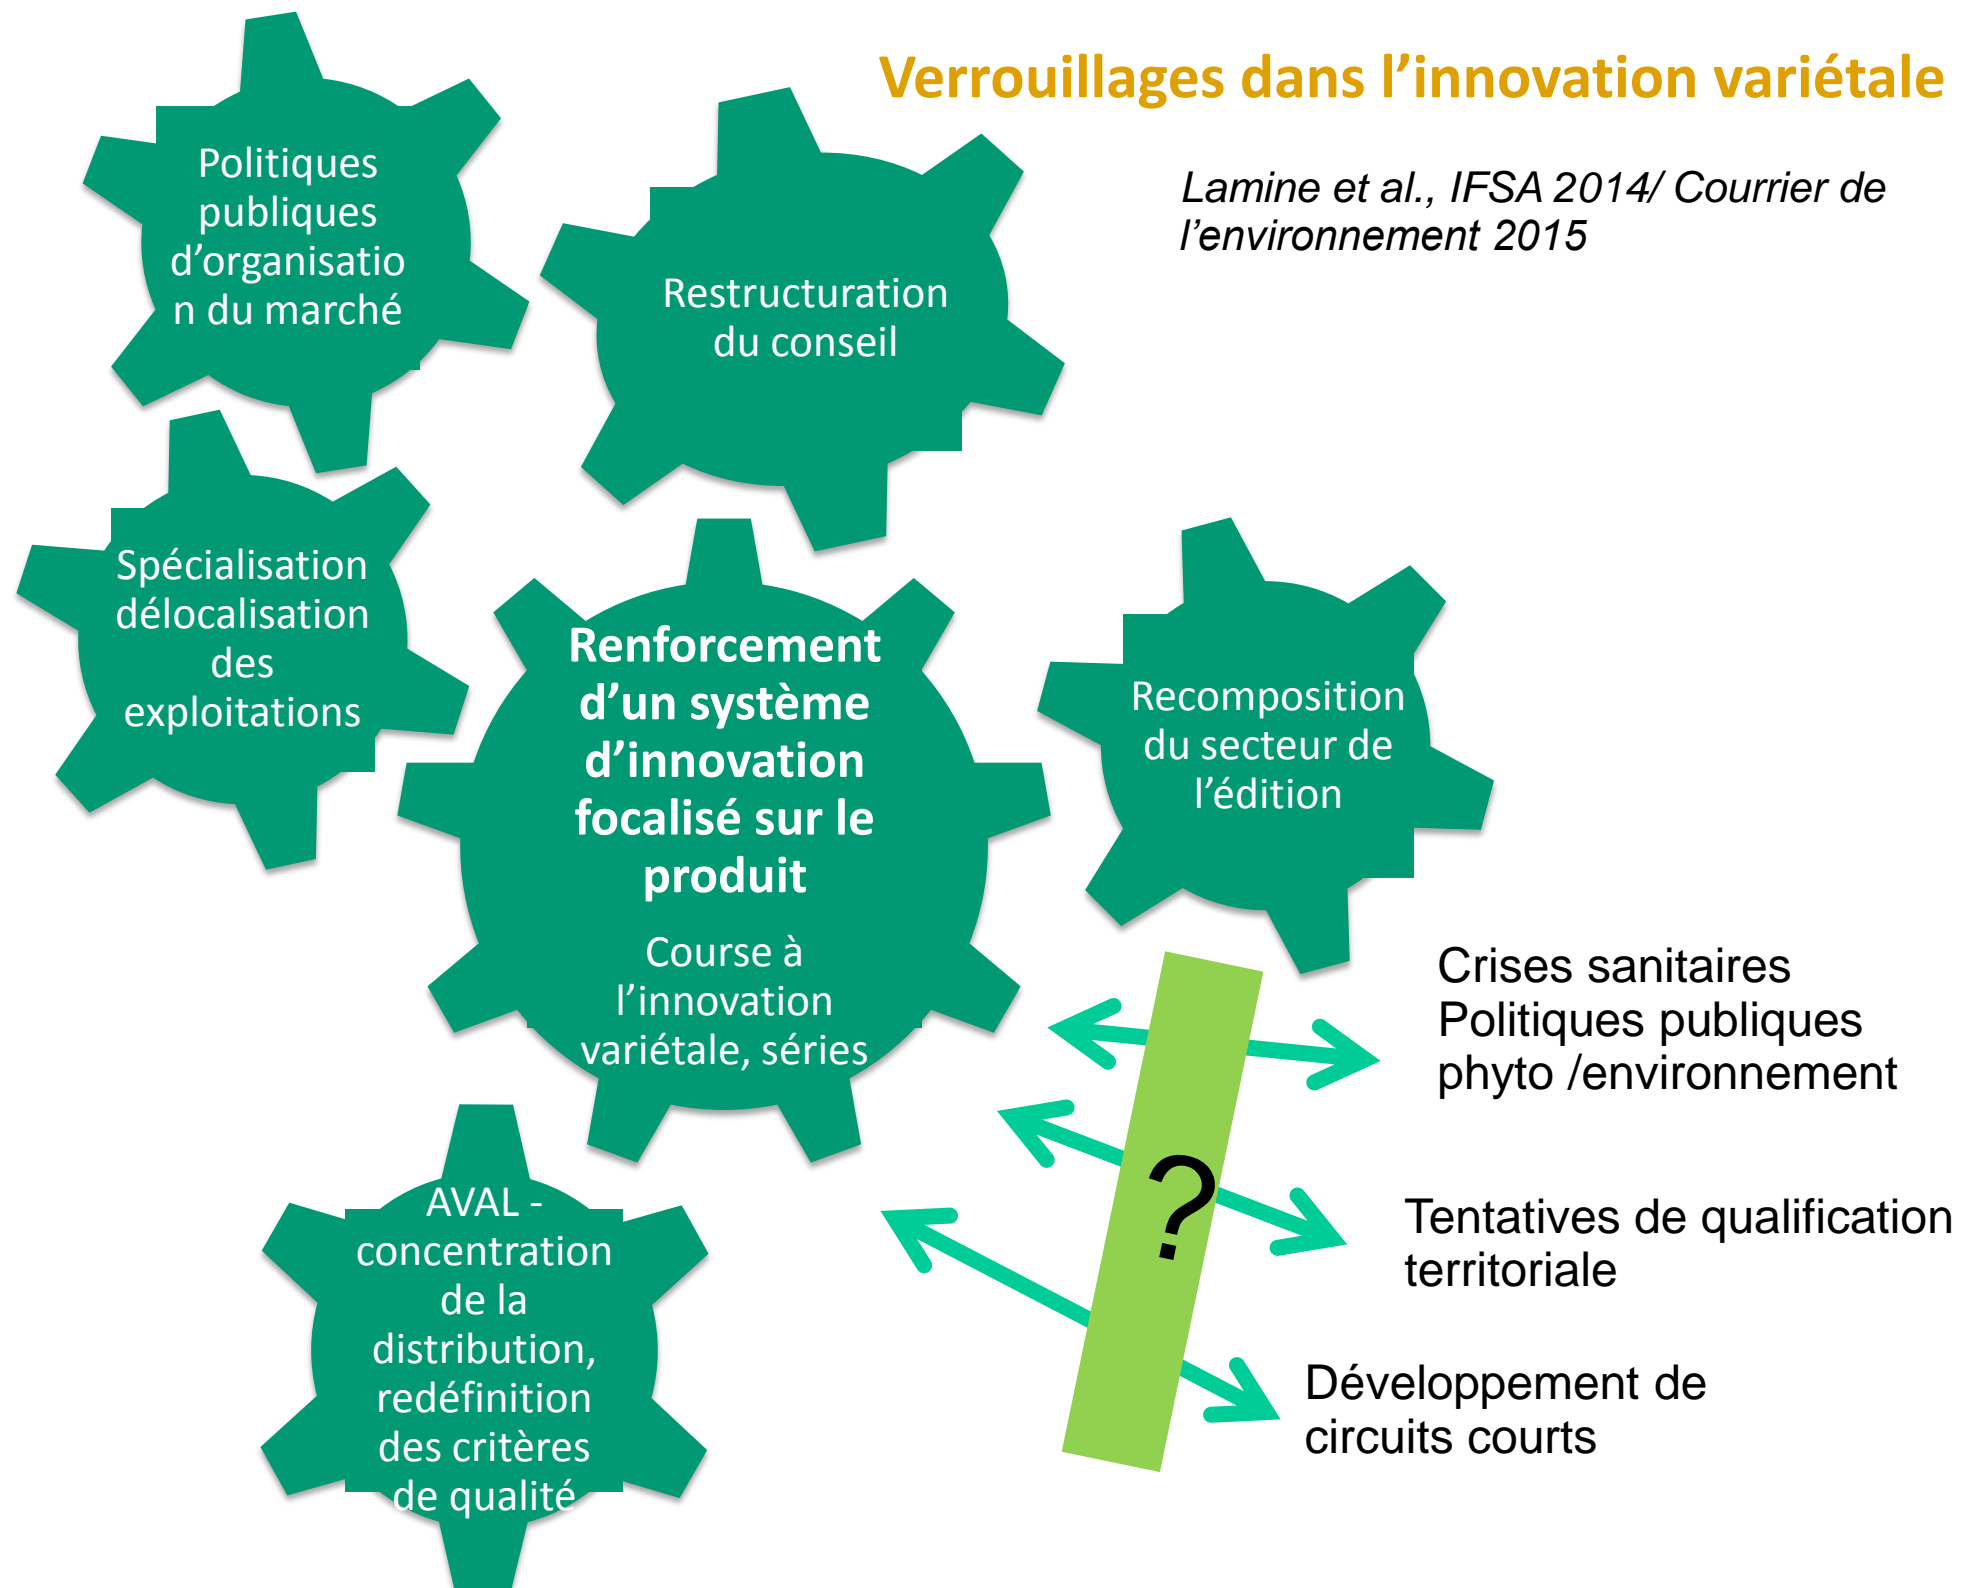 Verrouillages dans l’innovation variétale
Lamine et al., IFSA 2014/ Courrier de
l’environnement 2015
Politiques
publiques
d’organisatio
n du marché
Restructuration
du conseil
Spécialisation
délocalisation
des
exploitations
Renforcement
d’un système
d’innovation
focalisé sur le
produit
Course à
l’innovation
variétale, séries
Recomposition
du secteur de
l’édition
AVAL -
concentration
de la
distribution,
redéfinition
des critères
de qualité
?
Crises sanitaires
Politiques publiques
phyto /environnement
Tentatives de qualification
territoriale
Développement de
circuits courts